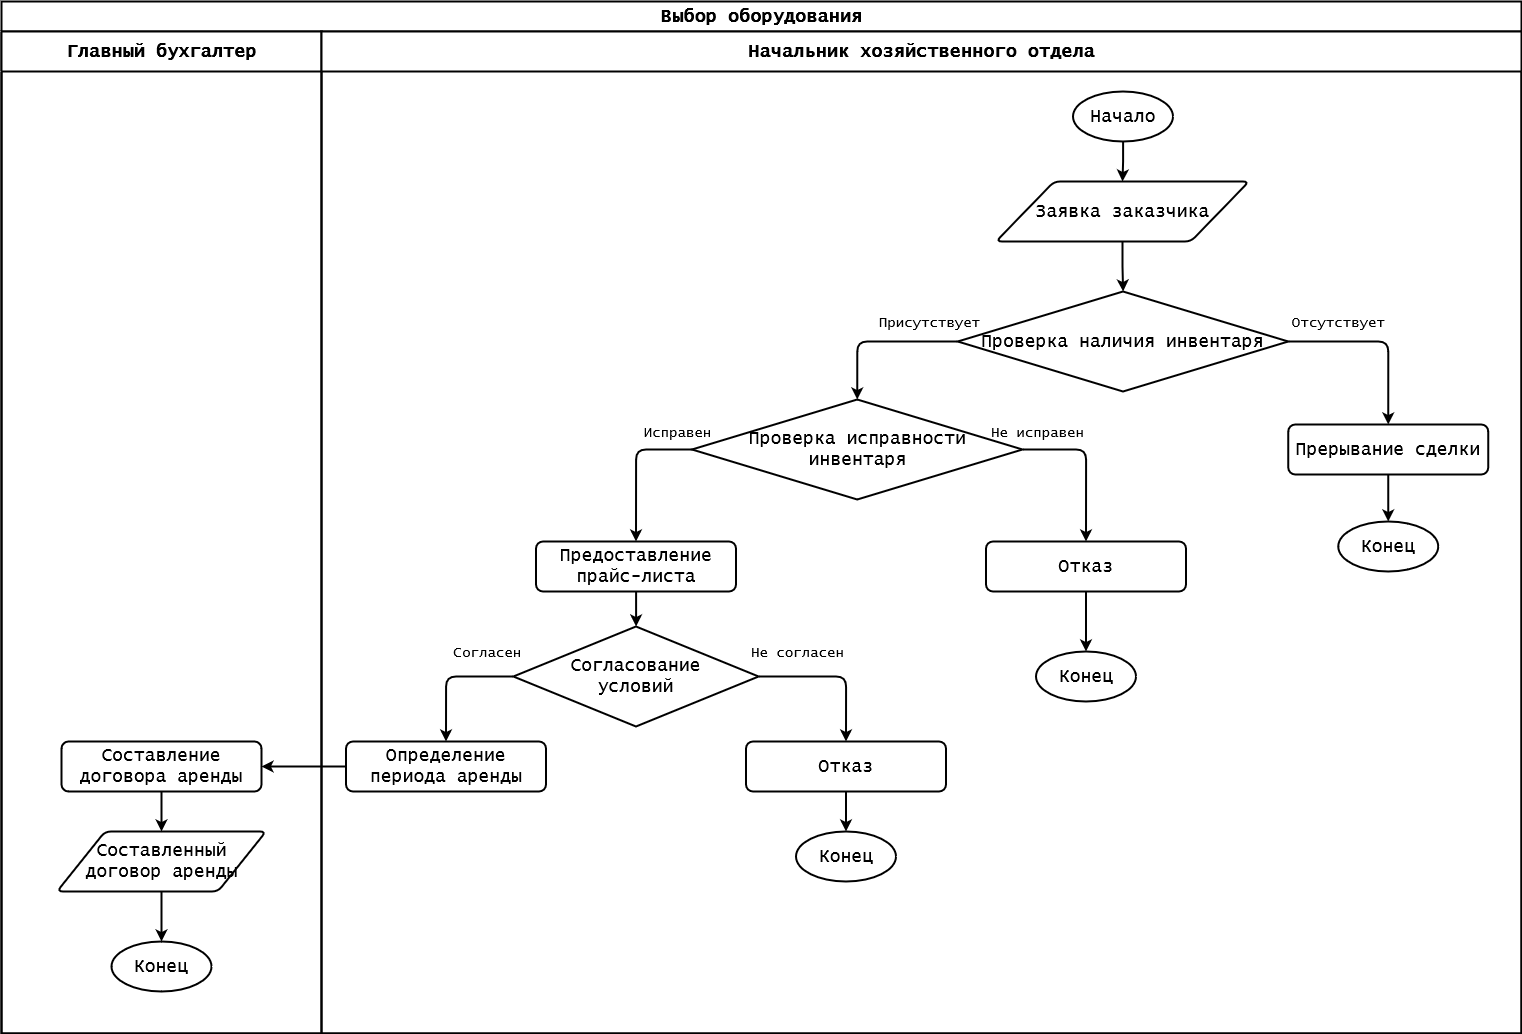 Выбор оборудования
Главный бухгалтер
Начальник хозяйственного отдела
Начало
Заявка заказчика
Присутствует
Отсутствует
Проверка наличия инвентаря
Исправен
Проверка исправности
инвентаря
Не исправен
Прерывание сделки
Конец
Предоставление
прайс-листа
Отказ
Согласен
Согласование
условий
Не согласен
Конец
Составление
договора аренды
Определение
периода аренды
Отказ
Составленный
договор аренды
Конец
Конец